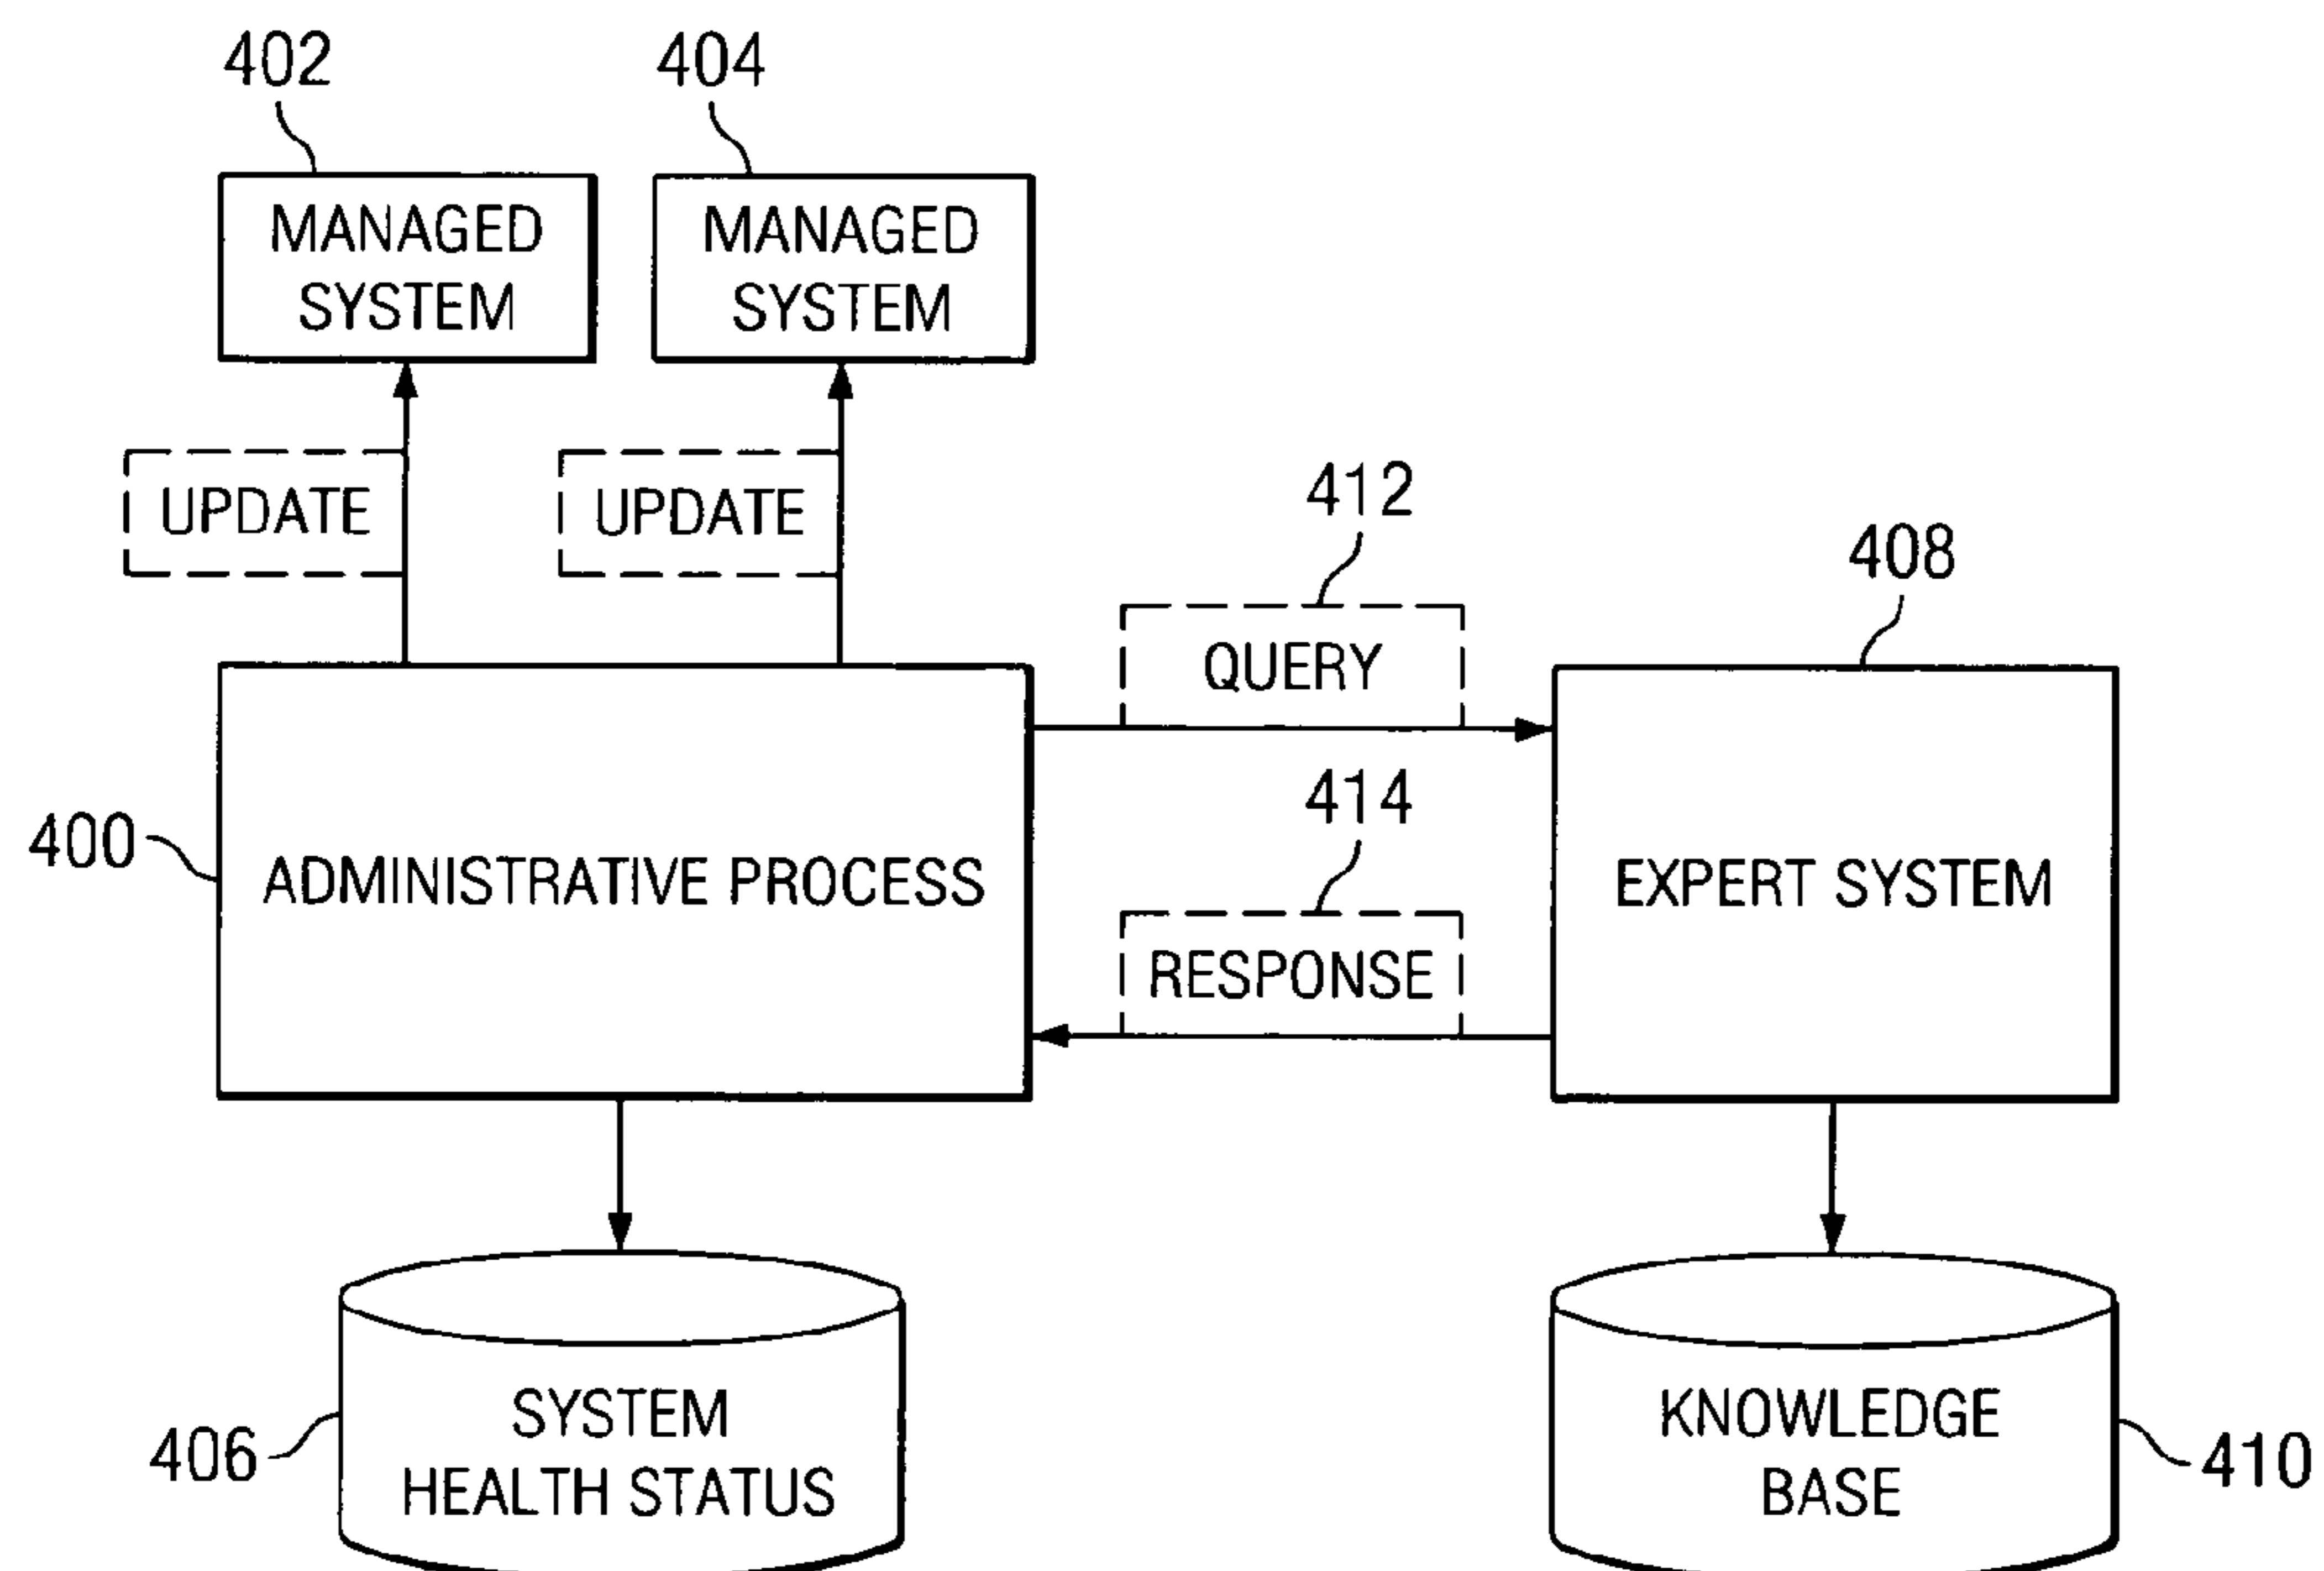 402
404
MANAGED
SYSTEM
MANAGED
SYSTEM
UPDATE
UPDATE
412
QUERY
408
414
400
ADMINISTRATIVE PROCESS
EXPERT SYSTEM
RESPONSE
SYSTEM
HEALTH STATUS
406
KNOWLEDGE
BASE
410